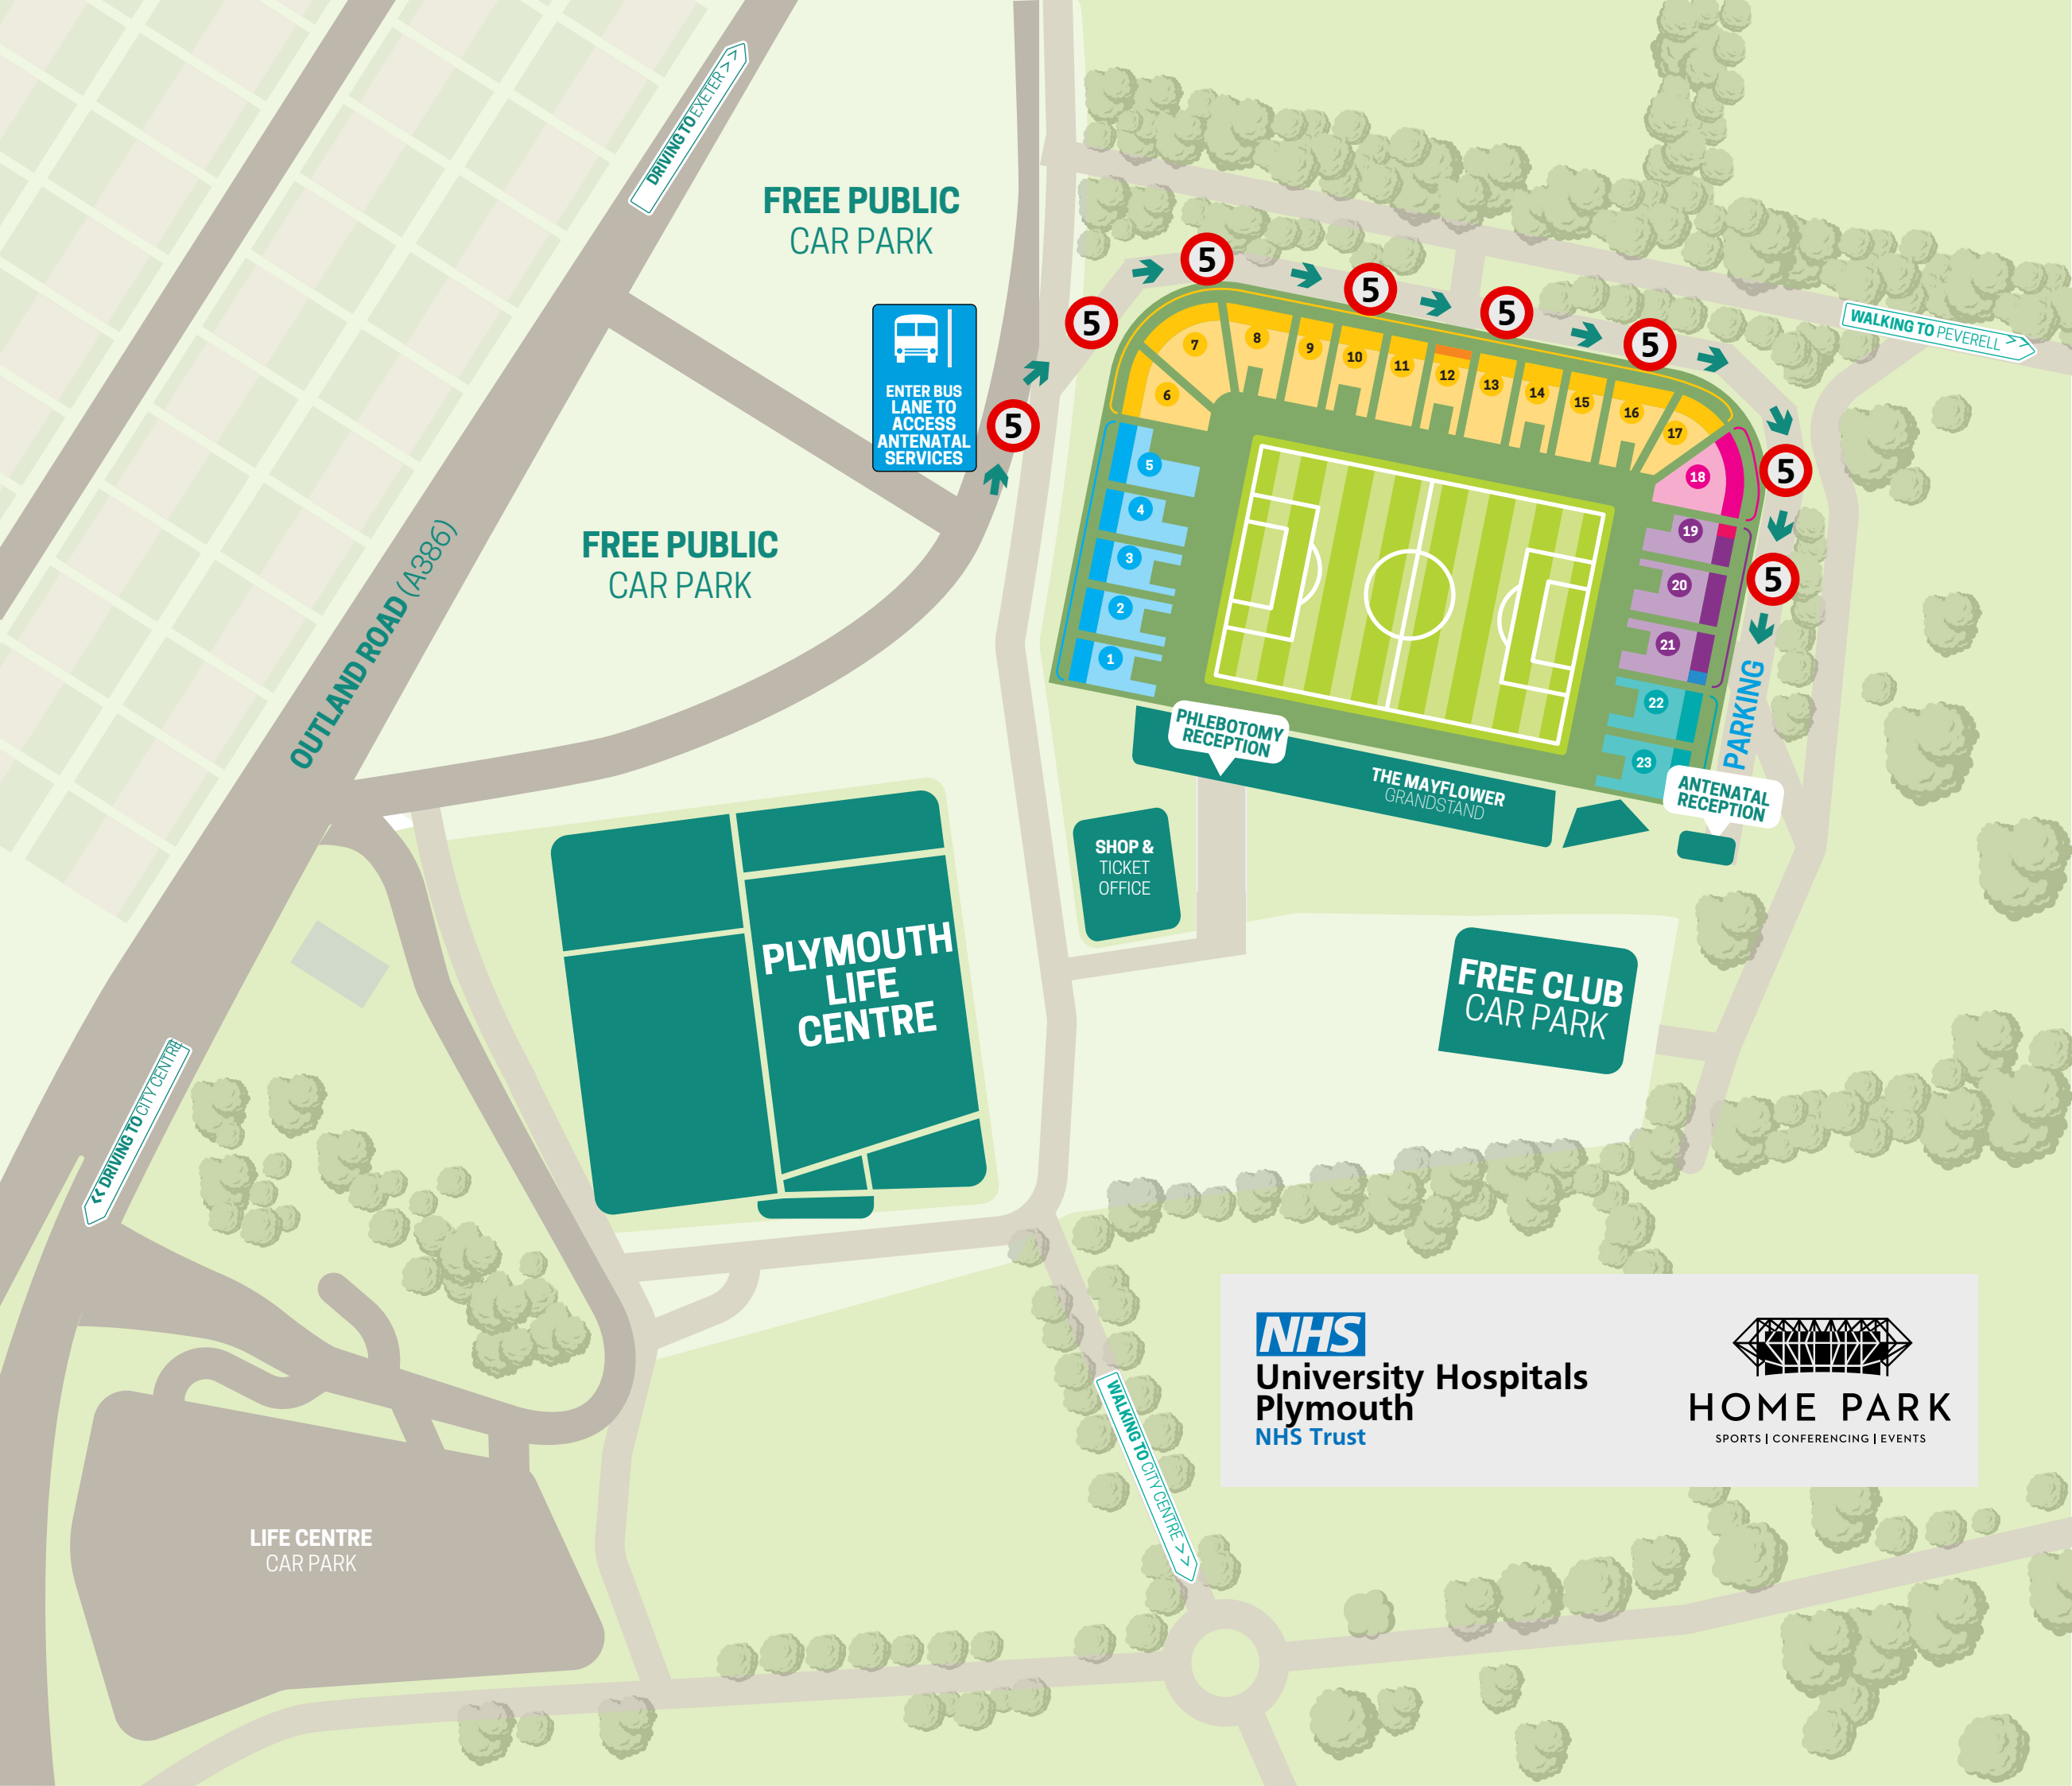 DRIVING TO EXETER >>
FREE PUBLIC
CAR PARK
5
5
5
5
5
WALKING TO PEVERELL >>
5
ENTER BUS
LANE TO
ACCESS
ANTENATAL
SERVICES
5
7
8
9
10
11
12
13
14
15
16
17
6
5
18
5
4
3
2
1
19
20
21
22
23
FREE PUBLIC
CAR PARK
OUTLAND ROAD (A386)
PARKING
PHLEBOTOMY
RECEPTION
THE MAYFLOWER
GRANDSTAND
ANTENATAL
RECEPTION
SHOP &
TICKET
OFFICE
PLYMOUTH
LIFE
CENTRE
FREE CLUB
CAR PARK
<< DRIVING TO CITY CENTRE
NHS
University Hospitals
Plymouth
NHS Trust
HOME PARK
SPORTS | CONFERENCING | EVENTS
WALKING TO CITY CENTRE >>
LIFE CENTRE
CAR PARK